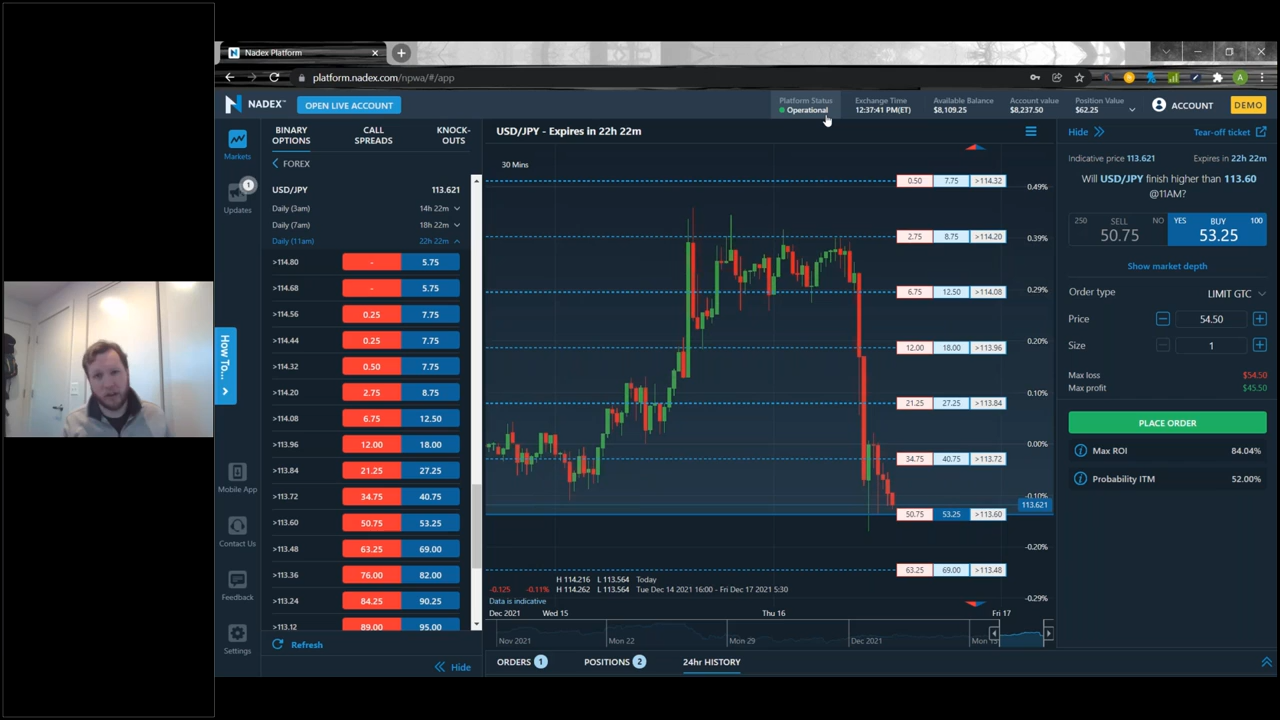 Nadex Platform
platform.nadex.com/npwa/#/app
NADEX
OPEN LIVE ACCOUNT
Platform Status
Operational
Exchange Time
12:37:41 PM(ET)
Available Balance
$8,109.25
Account value
$8,237.50
Position Value
$62.25
ACCOUNT
DEMO
Markets
Updates
1
How To...
Mobile App
Contact Us
Feedback
Settings
BINARY OPTIONS
CALL SPREADS
KNOCK-OUTS
FOREX
USD/JPY 113.621
Daily (3am) 14h 22m
Daily (7am) 18h 22m
Daily (11am) 22h 22m
>114.80 - 5.75
>114.68 - 5.75
>114.56 0.25 7.75
>114.44 0.25 7.75
>114.32 0.50 7.75
>114.20 2.75 8.75
>114.08 6.75 12.50
>113.96 12.00 18.00
>113.84 21.25 27.25
>113.72 34.75 40.75
>113.60 50.75 53.25
>113.48 63.25 69.00
>113.36 76.00 82.00
>113.24 84.25 90.25
>113.12 89.00 95.00
Refresh
Hide
USD/JPY - Expires in 22h 22m
30 Mins
0.50 7.75 >114.32
0.49%
2.75 8.75 >114.20
0.39%
6.75 12.50 >114.08
0.29%
12.00 18.00 >113.96
0.20%
21.25 27.25 >113.84
0.10%
0.00%
34.75 40.75 >113.72
-0.10%
113.621
50.75 53.25 >113.60
-0.20%
63.25 69.00 >113.48
H 114.216 L 113.564 Today
-0.125 -0.11% H 114.262 L 113.564 Tue Dec 14 2021 16:00 - Fri Dec 17 2021 5:30
-0.29%
Data is indicative
Dec 2021 Wed 15 Thu 16 Fri 17
Nov 2021 Mon 22 Mon 29 Dec 2021
ORDERS 1
POSITIONS 2
24hr HISTORY
Hide
Tear-off ticket
Indicative price 113.621
Expires in 22h 22m
Will USD/JPY finish higher than 113.60
@11AM?
250 SELL NO
50.75
YES BUY 100
53.25
Show market depth
Order type LIMIT GTC
Price 54.50
Size 1
Max loss $54.50
Max profit $45.50
PLACE ORDER
Max ROI 84.04%
Probability ITM 52.00%